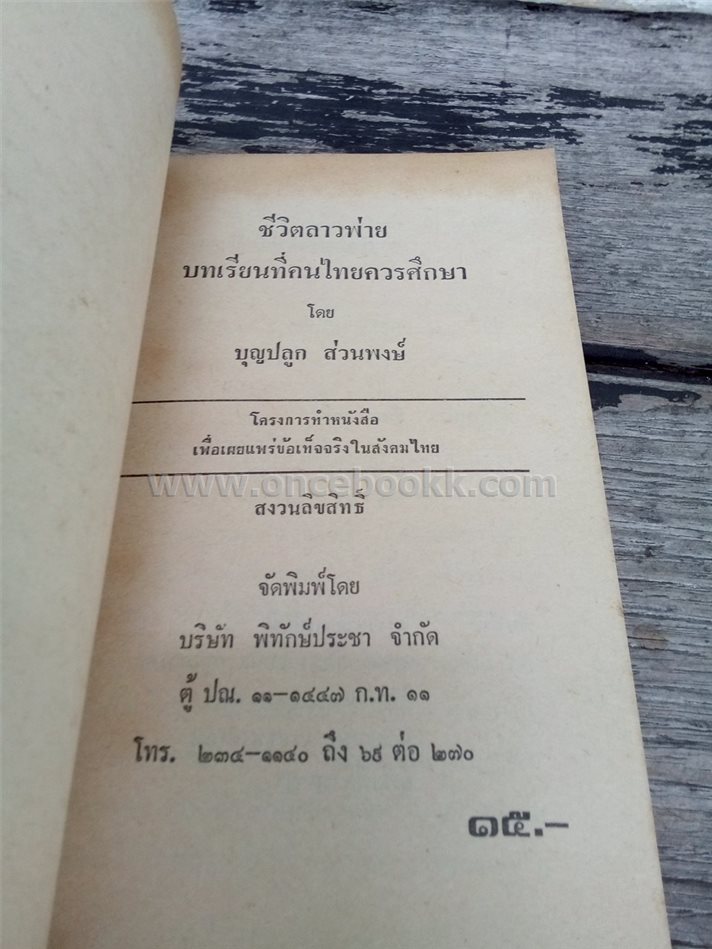 ชีวิตลาวพ่าย
บทเรียนที่คนไทยควรศึกษา
โดย
บุญปลูก ส่วนพงษ์
โครงการทำหนังสือ
เพื่อเผยแพร่ข้อเท็จจริงในสังคมไทย
www.oncebookk.com
สงวนลิขสิทธิ์
จัดพิมพ์โดย
บริษัท พิทักษ์ประชา จำกัด
ตู้ ปณ. ๑๑-๑๔๔๗ ก.ท. ๑๑
โทร. ๒๓๔-๑๑๔๐ ถึง ๖๙ ต่อ ๒๗๐
๑๕.-